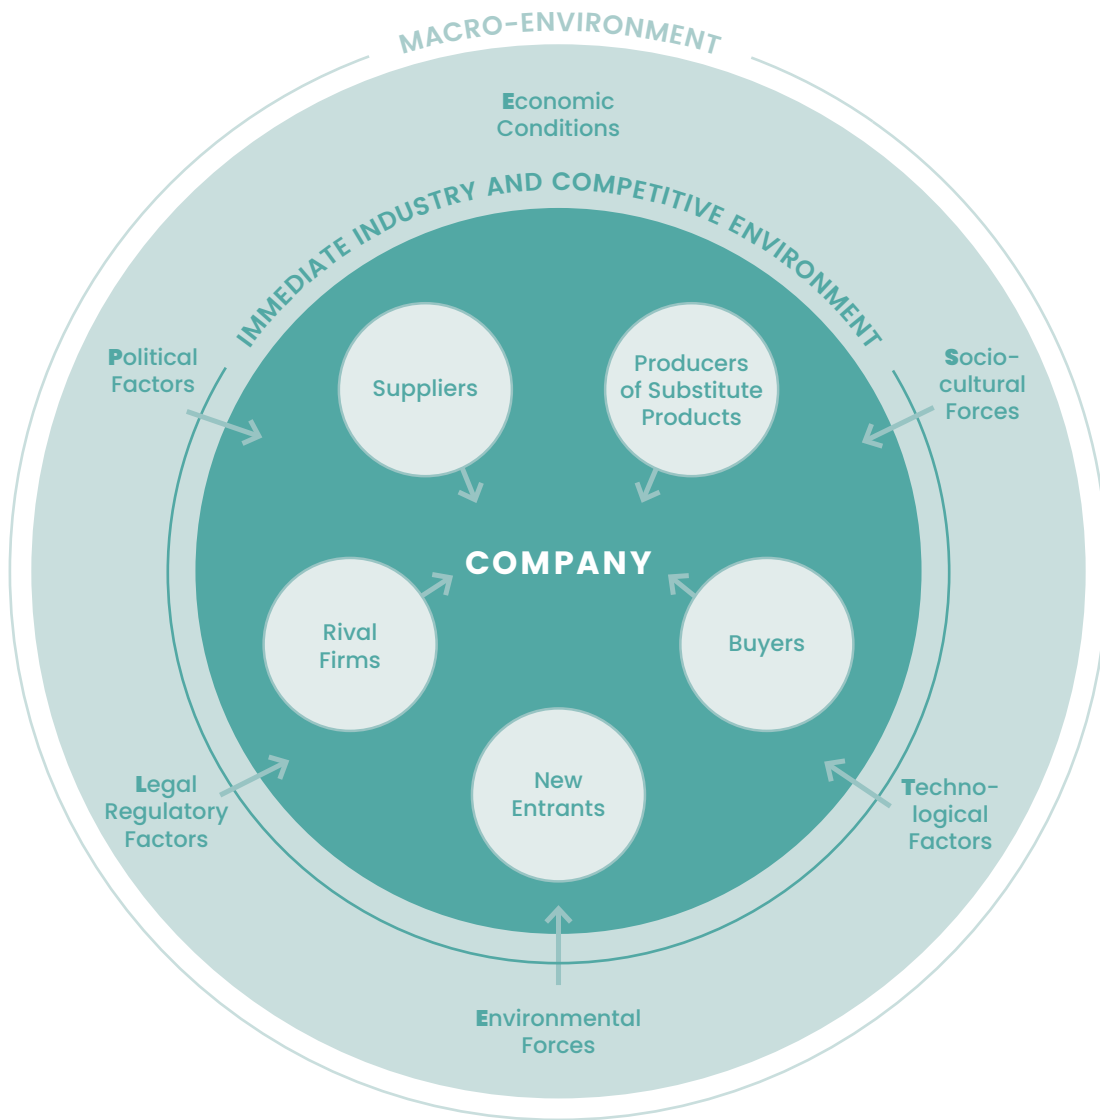 MACRO-ENVIRONMENT
Economic
Conditions
IMMEDIATE INDUSTRY AND COMPETITIVE ENVIRONMENT
Political
Factors
Socio-
cultural
Forces
Suppliers
Producers
of Substitute
Products
COMPANY
Rival
Firms
Buyers
New
Entrants
Legal
Regulatory
Factors
Techno-
logical
Factors
Environmental
Forces